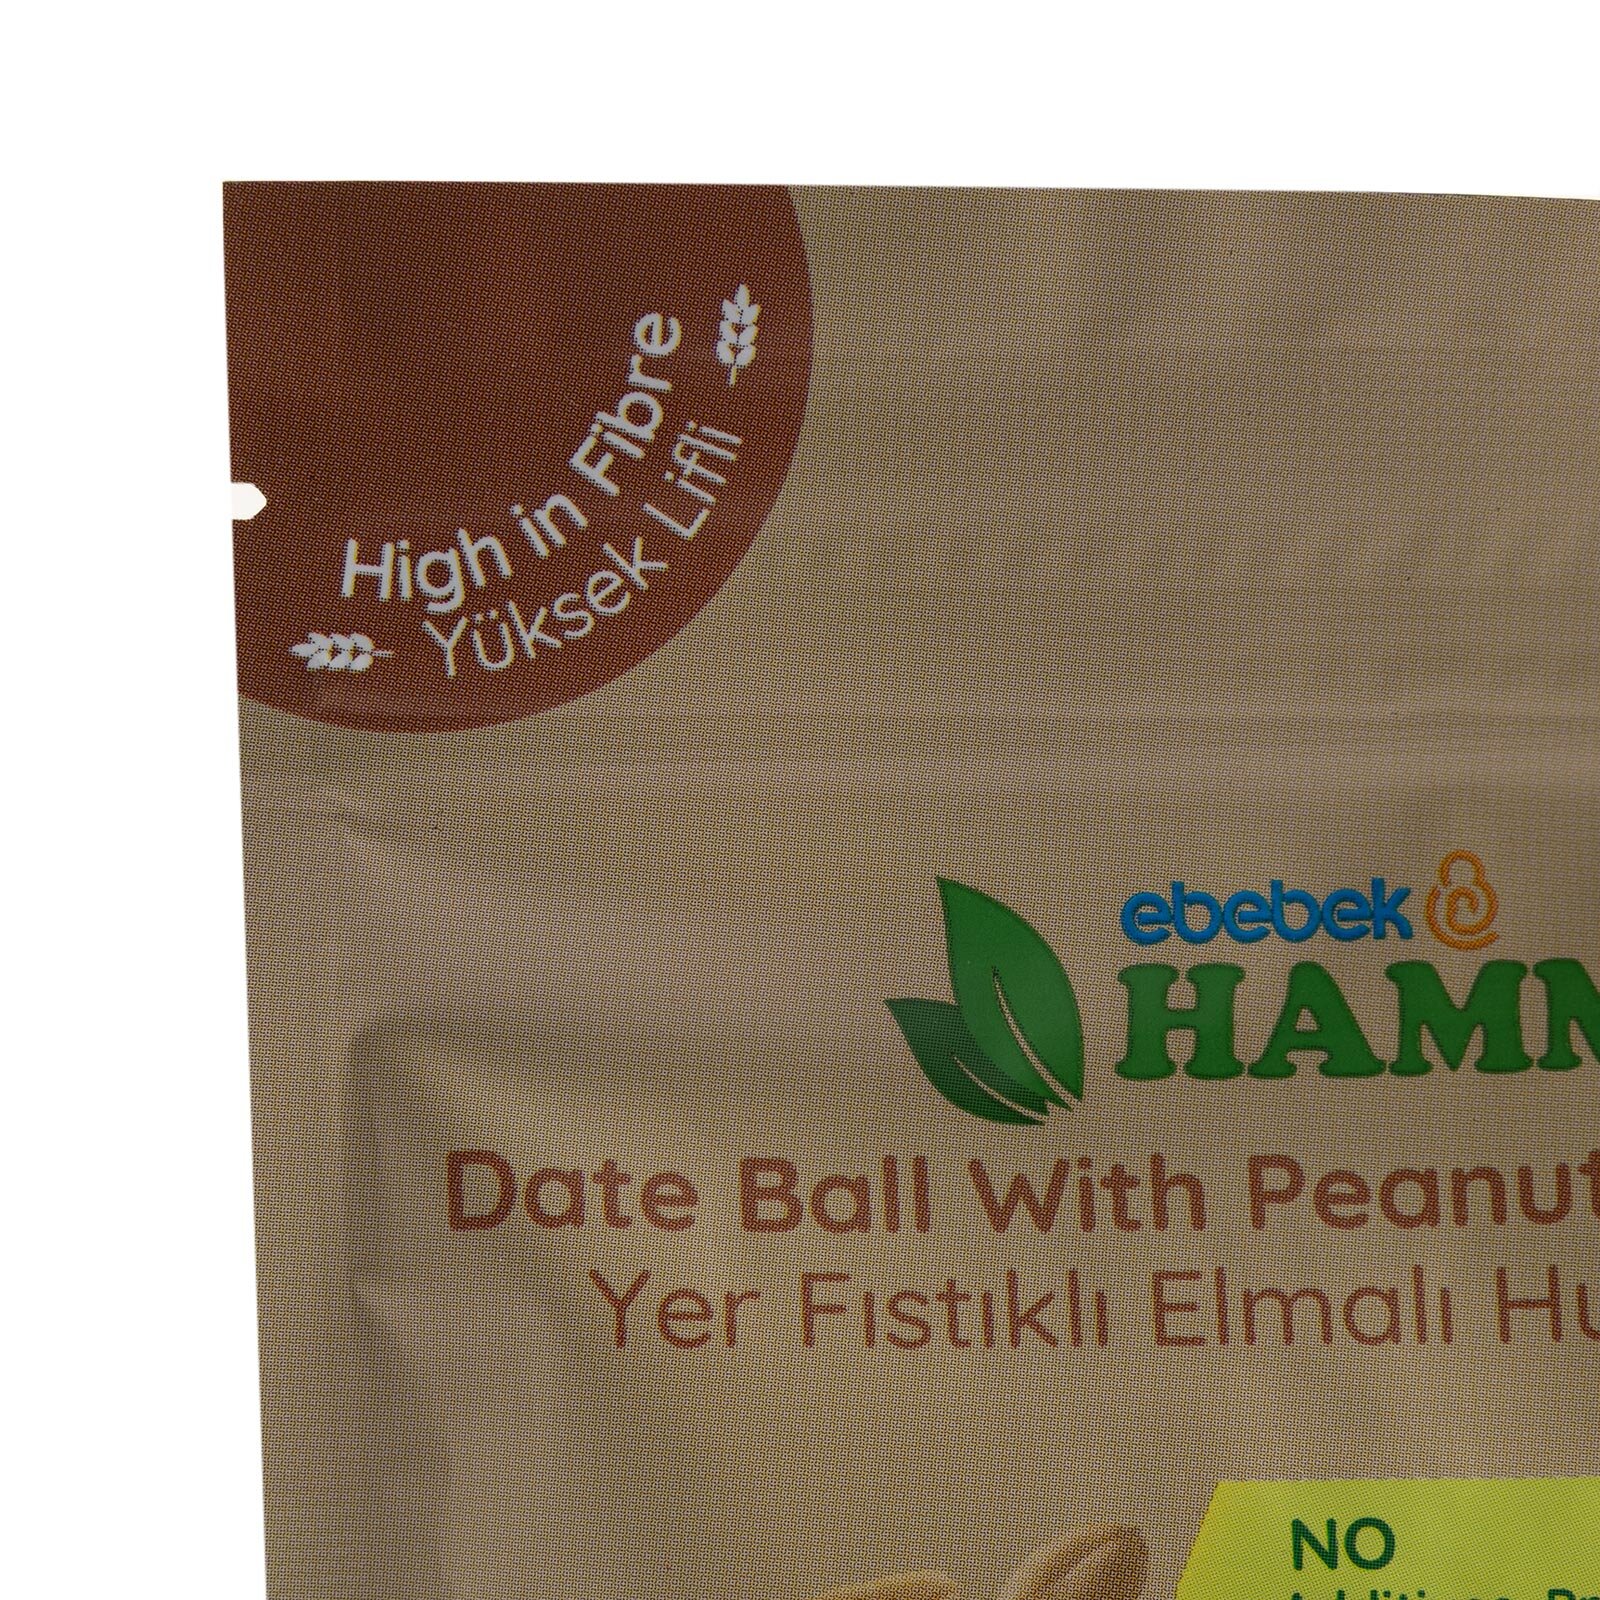 High in Fibre
Yüksek Lifli
ebebek
HAMM
Date Ball With Peanut
Yer Fıstıklı Elmalı Hu
NO